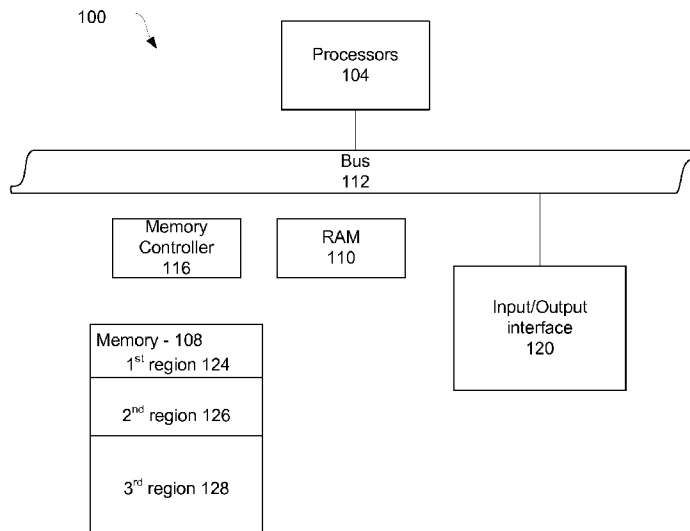 100
Processors
104
Bus
112
Memory
Controller
116
RAM
110
Input/Output
interface
120
Memory - 108
1st region 124
2nd region 126
3rd region 128